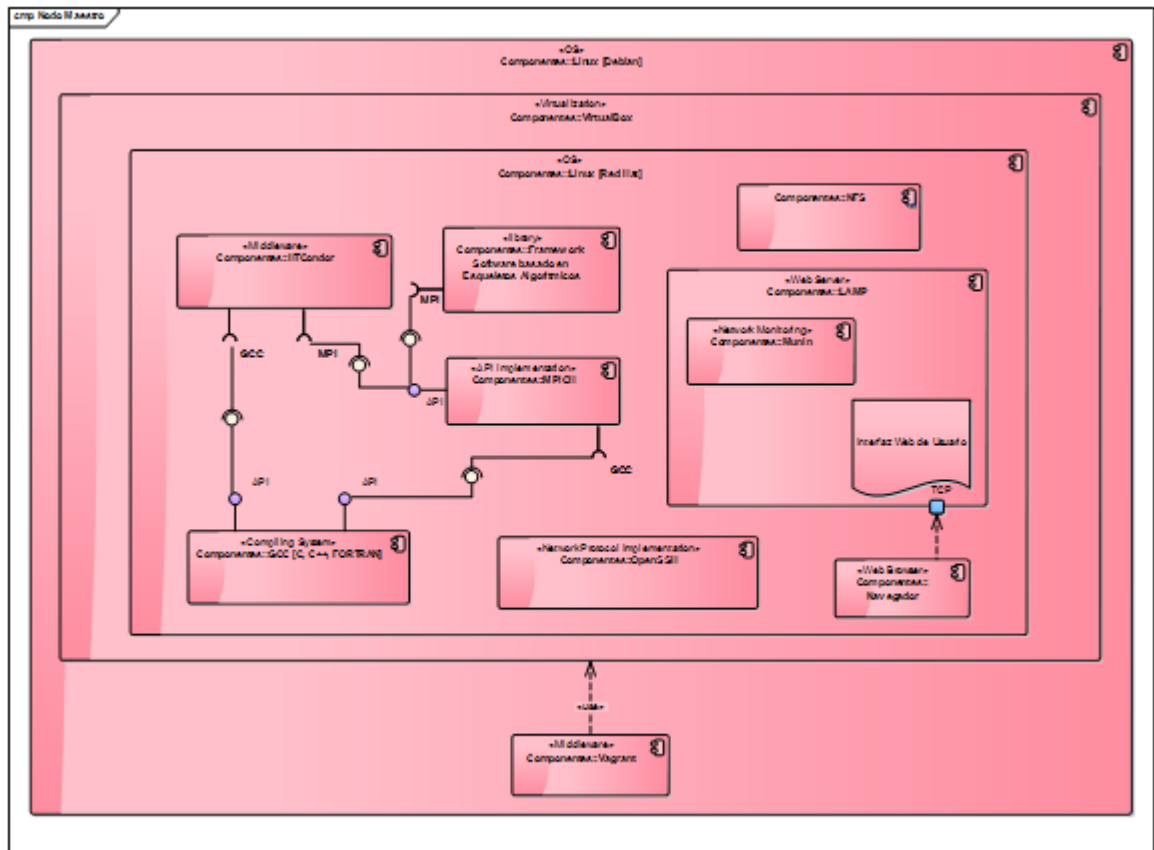 cmp Nodo Maestro
«OS»
Componentes::Linux [Debian]
«Virtualization»
Componentes::VirtualBox
«OS»
Componentes::Linux [Red Hat]
Componentes::NFS
«Middleware»
Componentes::HTCondor
«library»
Componentes::Framework
Software basado en
Esqueletos Algorítmicos
«Web Server»
Componentes::LAMP
MPI
«Network Monitoring»
Componentes::Munin
GCC
MPI
«API Implementation»
Componentes::MPICH
API
Interfaz Web de Usuario
GCC
API
API
TCP
«Compiling System»
Componentes::GCC [C, C++, FORTRAN]
«NetworkProtocol Implementation»
Componentes::OpenSSH
«Web Browser»
Componentes::
Navegador
«use»
«Middleware»
Componentes::Vagrant